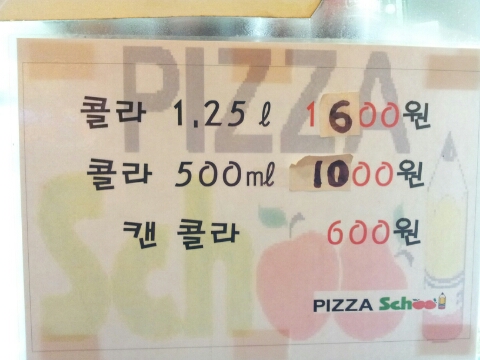 PIZZA
콜라 1.25ℓ 1600원
콜라 500㎖ 1000원
캔 콜라 600원
School
PIZZA School